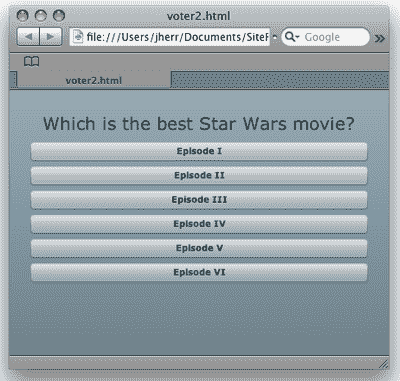 voter2.html
file:///Users/jherr/Documents/SiteF
Google
voter2.html
Which is the best Star Wars movie?
Episode I
Episode II
Episode III
Episode IV
Episode V
Episode VI